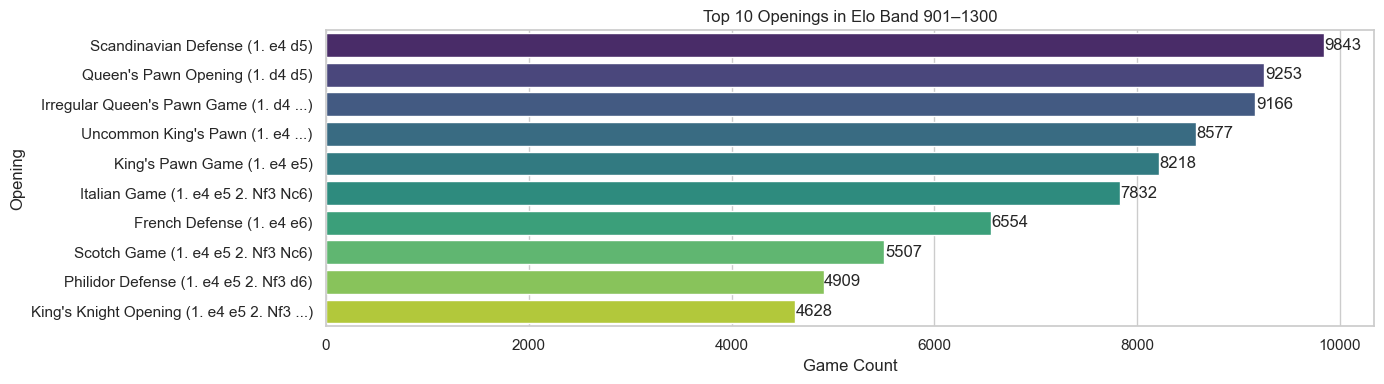 Top 10 Openings in Elo Band 901–1300
Opening
Scandinavian Defense (1. e4 d5) 9843
Queen's Pawn Opening (1. d4 d5) 9253
Irregular Queen's Pawn Game (1. d4 ...) 9166
Uncommon King's Pawn (1. e4 ...) 8577
King's Pawn Game (1. e4 e5) 8218
Italian Game (1. e4 e5 2. Nf3 Nc6) 7832
French Defense (1. e4 e6) 6554
Scotch Game (1. e4 e5 2. Nf3 Nc6) 5507
Philidor Defense (1. e4 e5 2. Nf3 d6) 4909
King's Knight Opening (1. e4 e5 2. Nf3 ...) 4628
0 2000 4000 6000 8000 10000
Game Count